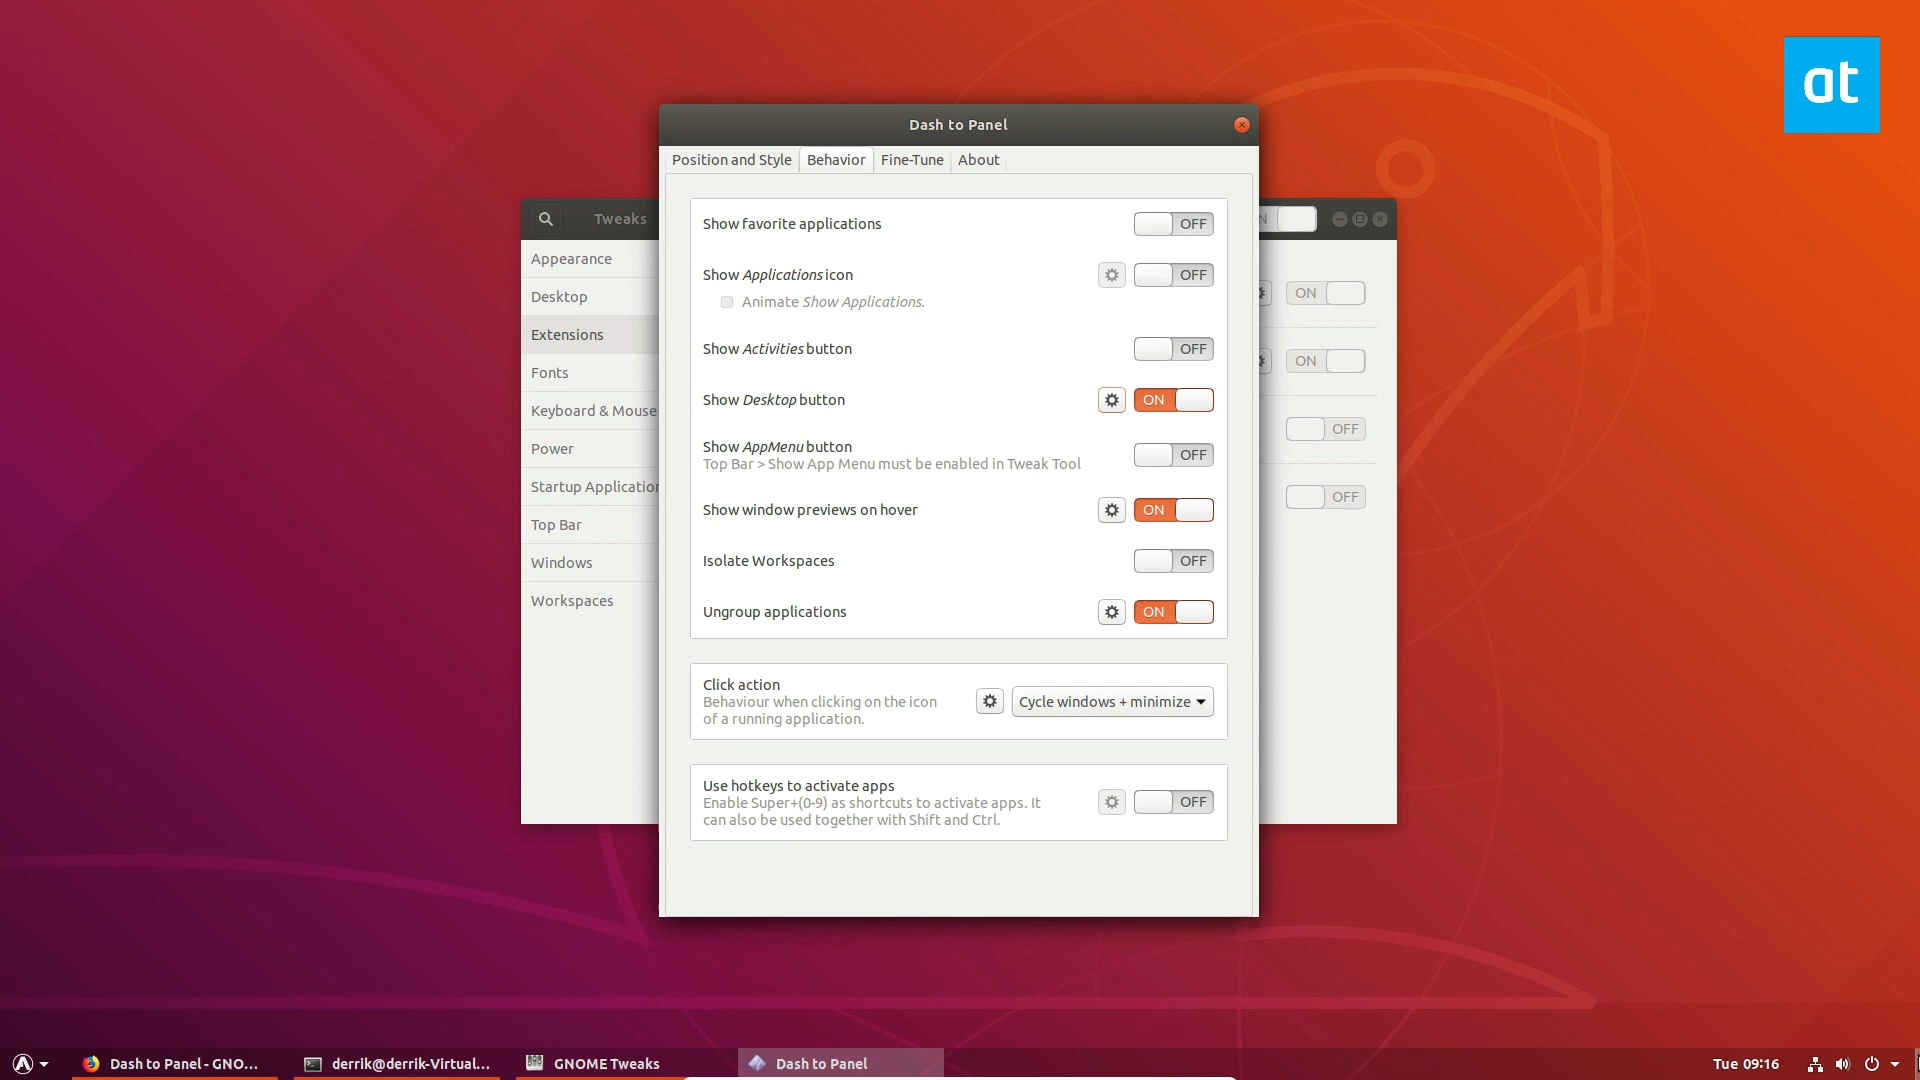 at
Dash to Panel
Position and Style Behavior Fine-Tune About
Tweaks
Appearance
Desktop
Extensions
Fonts
Keyboard & Mouse
Power
Startup Applicatio
Top Bar
Windows
Workspaces
Show favorite applications OFF
Show Applications icon OFF
Animate Show Applications.
Show Activities button OFF
Show Desktop button ON
Show AppMenu button
Top Bar > Show App Menu must be enabled in Tweak Tool OFF
Show window previews on hover ON
Isolate Workspaces OFF
Ungroup applications ON
Click action
Behaviour when clicking on the icon
of a running application.
Cycle windows + minimize
Use hotkeys to activate apps
Enable Super+(0-9) as shortcuts to activate apps. It
can also be used together with Shift and Ctrl.
OFF
N
ON
ON
OFF
OFF
Dash to Panel - GNO... derrik@derrik-Virtual... GNOME Tweaks Dash to Panel Tue 09:16